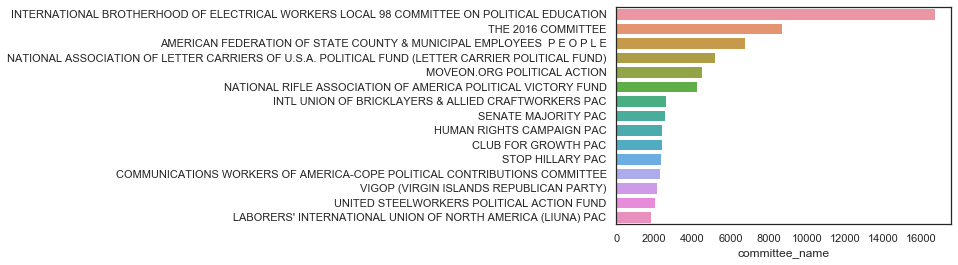 INTERNATIONAL BROTHERHOOD OF ELECTRICAL WORKERS LOCAL 98 COMMITTEE ON POLITICAL EDUCATION
THE 2016 COMMITTEE
AMERICAN FEDERATION OF STATE COUNTY & MUNICIPAL EMPLOYEES  P E O P L E
NATIONAL ASSOCIATION OF LETTER CARRIERS OF U.S.A. POLITICAL FUND (LETTER CARRIER POLITICAL FUND)
MOVEON.ORG POLITICAL ACTION
NATIONAL RIFLE ASSOCIATION OF AMERICA POLITICAL VICTORY FUND
INTL UNION OF BRICKLAYERS & ALLIED CRAFTWORKERS PAC
SENATE MAJORITY PAC
HUMAN RIGHTS CAMPAIGN PAC
CLUB FOR GROWTH PAC
STOP HILLARY PAC
COMMUNICATIONS WORKERS OF AMERICA-COPE POLITICAL CONTRIBUTIONS COMMITTEE
VIGOP (VIRGIN ISLANDS REPUBLICAN PARTY)
UNITED STEELWORKERS POLITICAL ACTION FUND
LABORERS' INTERNATIONAL UNION OF NORTH AMERICA (LIUNA) PAC
0 2000 4000 6000 8000 10000 12000 14000 16000
committee_name